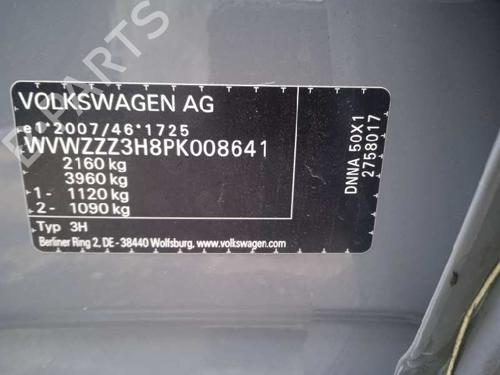 VOLKSWAGEN AG
e1*2007/46*1725
WVWZZZ3H8PK008641
2160 kg
3960 kg
1- 1120 kg
2- 1090 kg
Typ 3H
Berliner Ring 2, DE - 38440 Wolfsburg, www.volkswagen.com
DNNA 50X1
2758017
B-PARTS